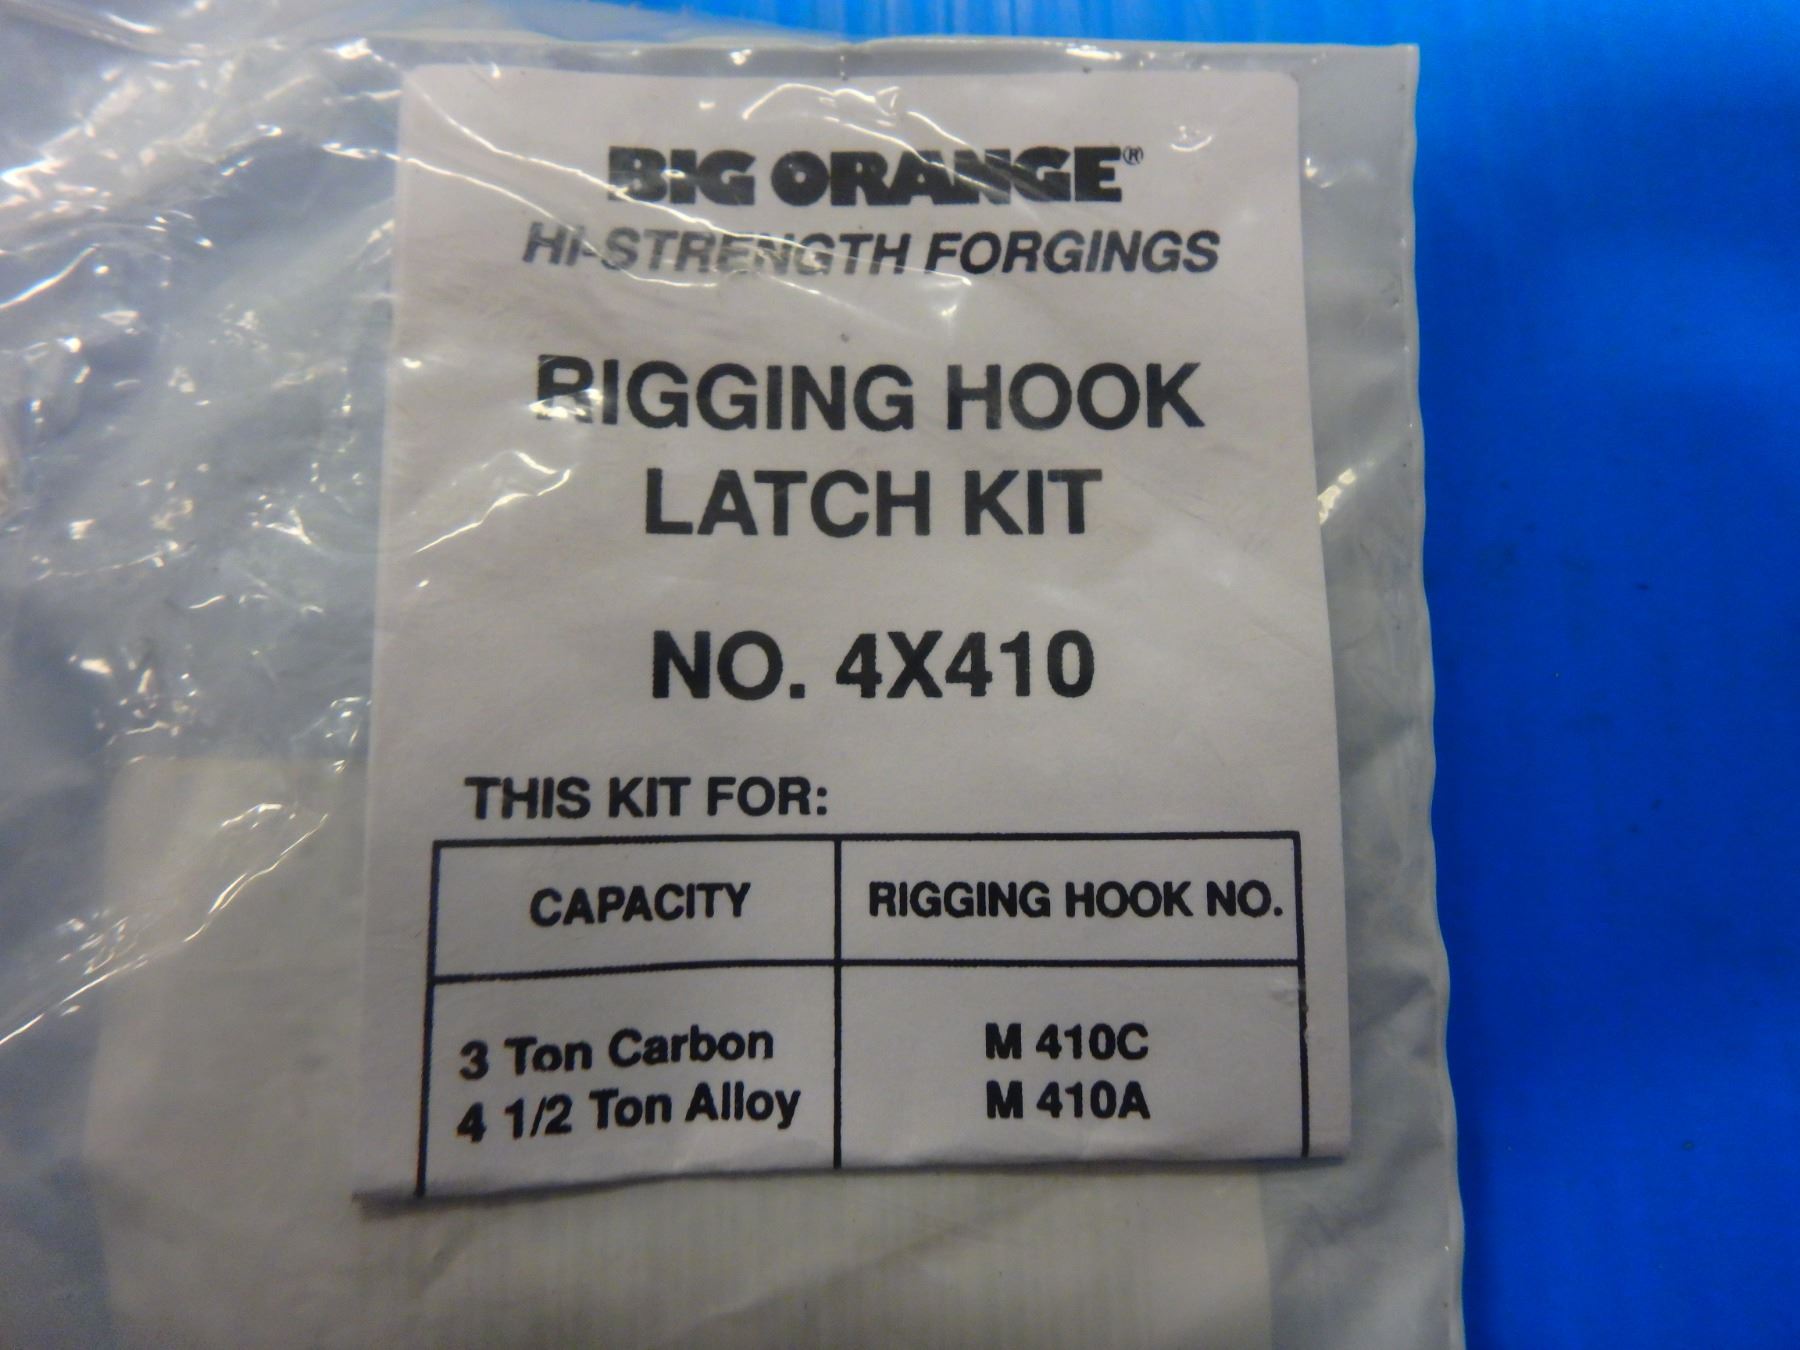 BIG ORANGE®
HI-STRENGTH FORGINGS
RIGGING HOOK
LATCH KIT
NO. 4X410
THIS KIT FOR:
CAPACITY RIGGING HOOK NO.
3 Ton Carbon M 410C
4 1/2 Ton Alloy M 410A